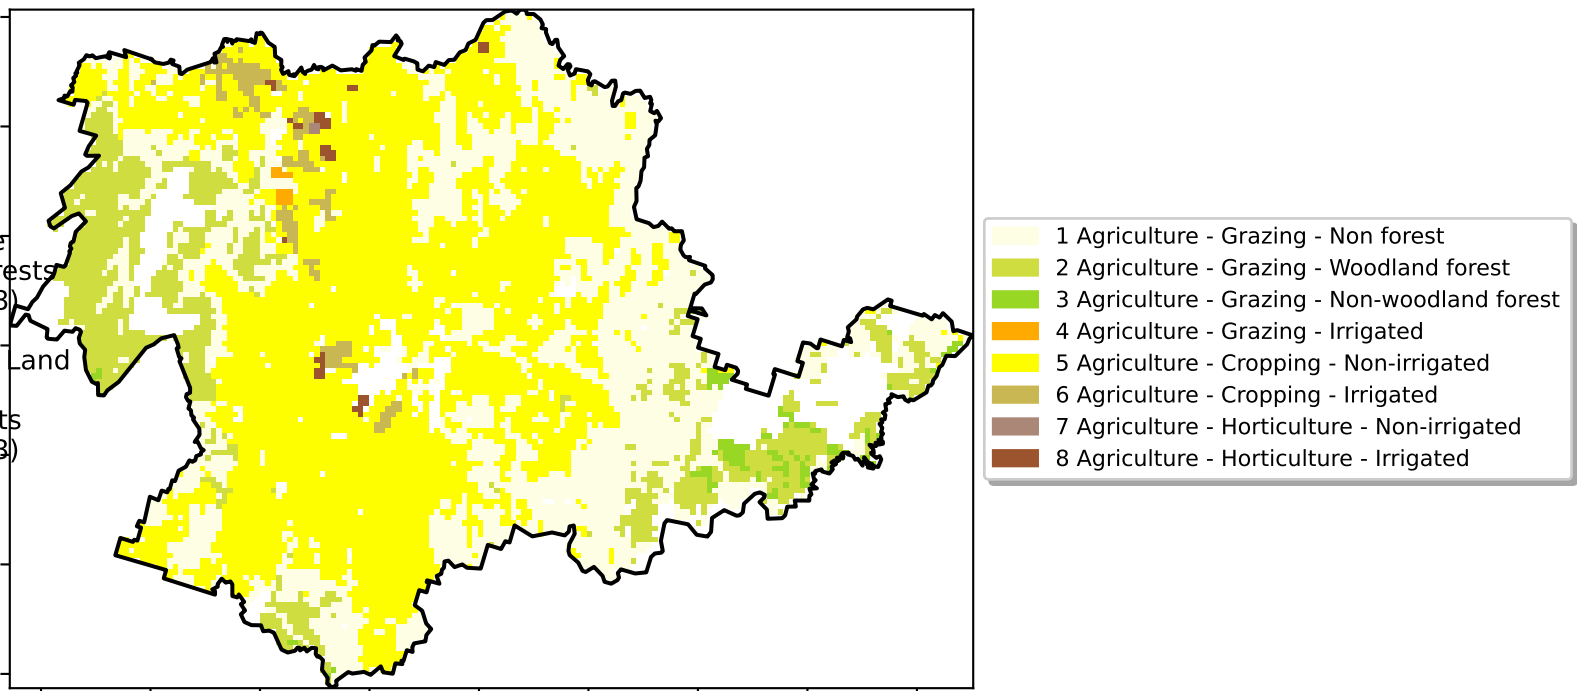 1 Agriculture - Grazing - Non forest
2 Agriculture - Grazing - Woodland forest
3 Agriculture - Grazing - Non-woodland forest
4 Agriculture - Grazing - Irrigated
5 Agriculture - Cropping - Non-irrigated
6 Agriculture - Cropping - Irrigated
7 Agriculture - Horticulture - Non-irrigated
8 Agriculture - Horticulture - Irrigated
Land